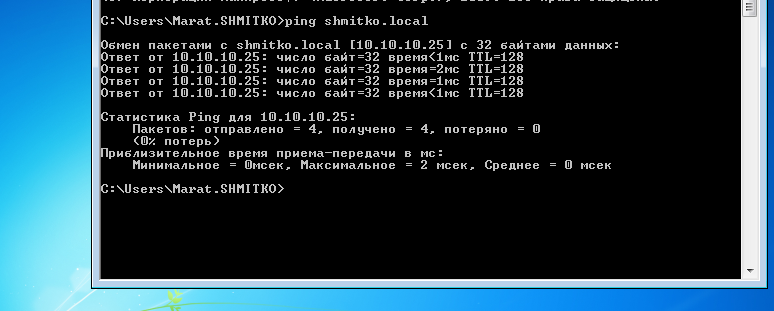 C:\Users\Marat.SHMITKO>ping shmitko.local
Обмен пакетами с shmitko.local [10.10.10.25] с 32 байтами данных:
Ответ от 10.10.10.25: число байт=32 время<1мс TTL=128
Ответ от 10.10.10.25: число байт=32 время=2мс TTL=128
Ответ от 10.10.10.25: число байт=32 время=1мс TTL=128
Ответ от 10.10.10.25: число байт=32 время<1мс TTL=128
Статистика Ping для 10.10.10.25:
Пакетов: отправлено = 4, получено = 4, потеряно = 0
(0% потерь)
Приблизительное время приема-передачи в мс:
Минимальное = 0мсек, Максимальное = 2 мсек, Среднее = 0 мсек
C:\Users\Marat.SHMITKO>